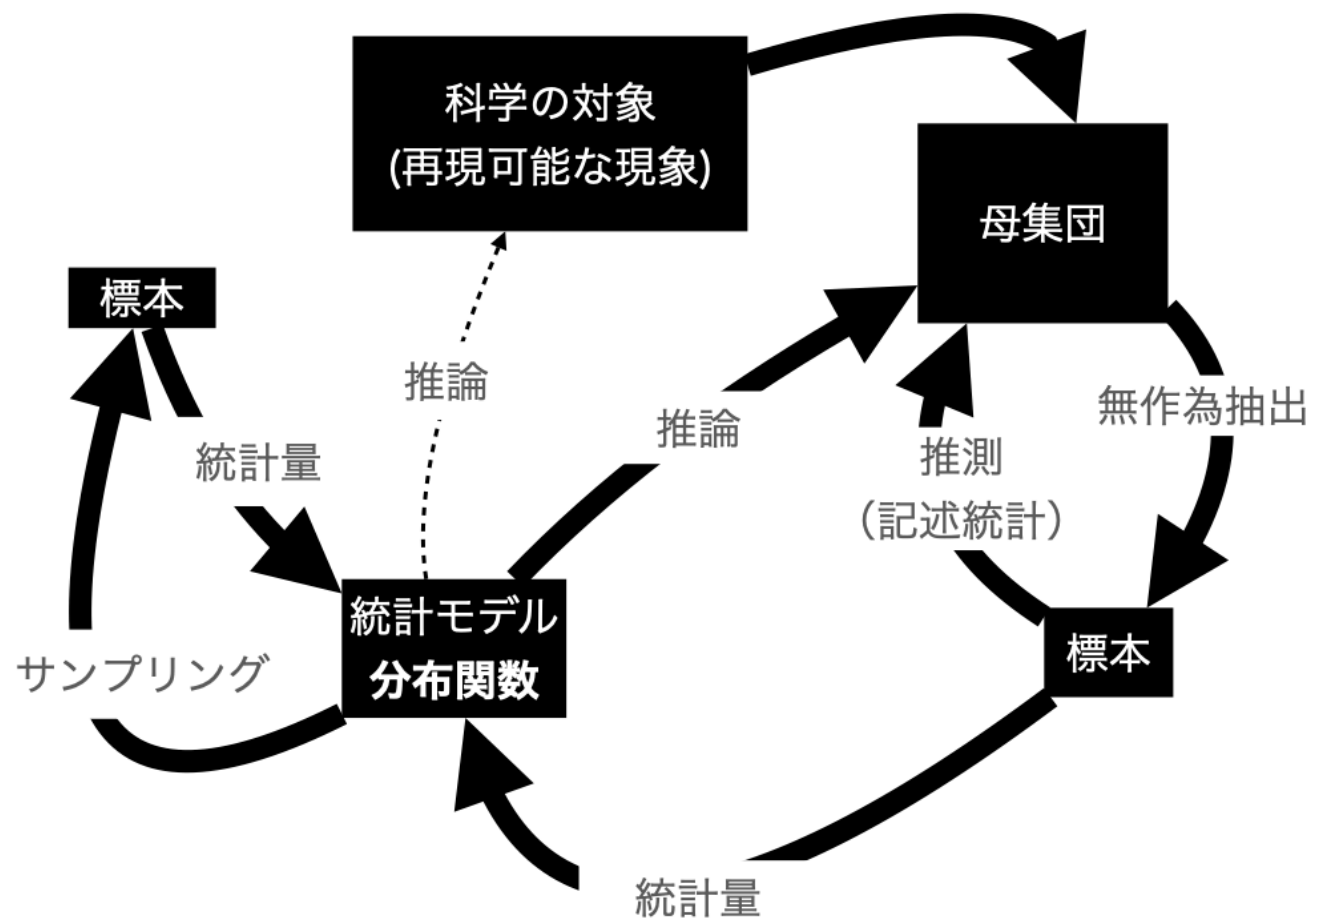 科学の対象
(再現可能な現象)
母集団
標本
推論
無作為抽出
推論
統計量
推測
（記述統計）
統計モデル
分布関数
標本
サンプリング
統計量